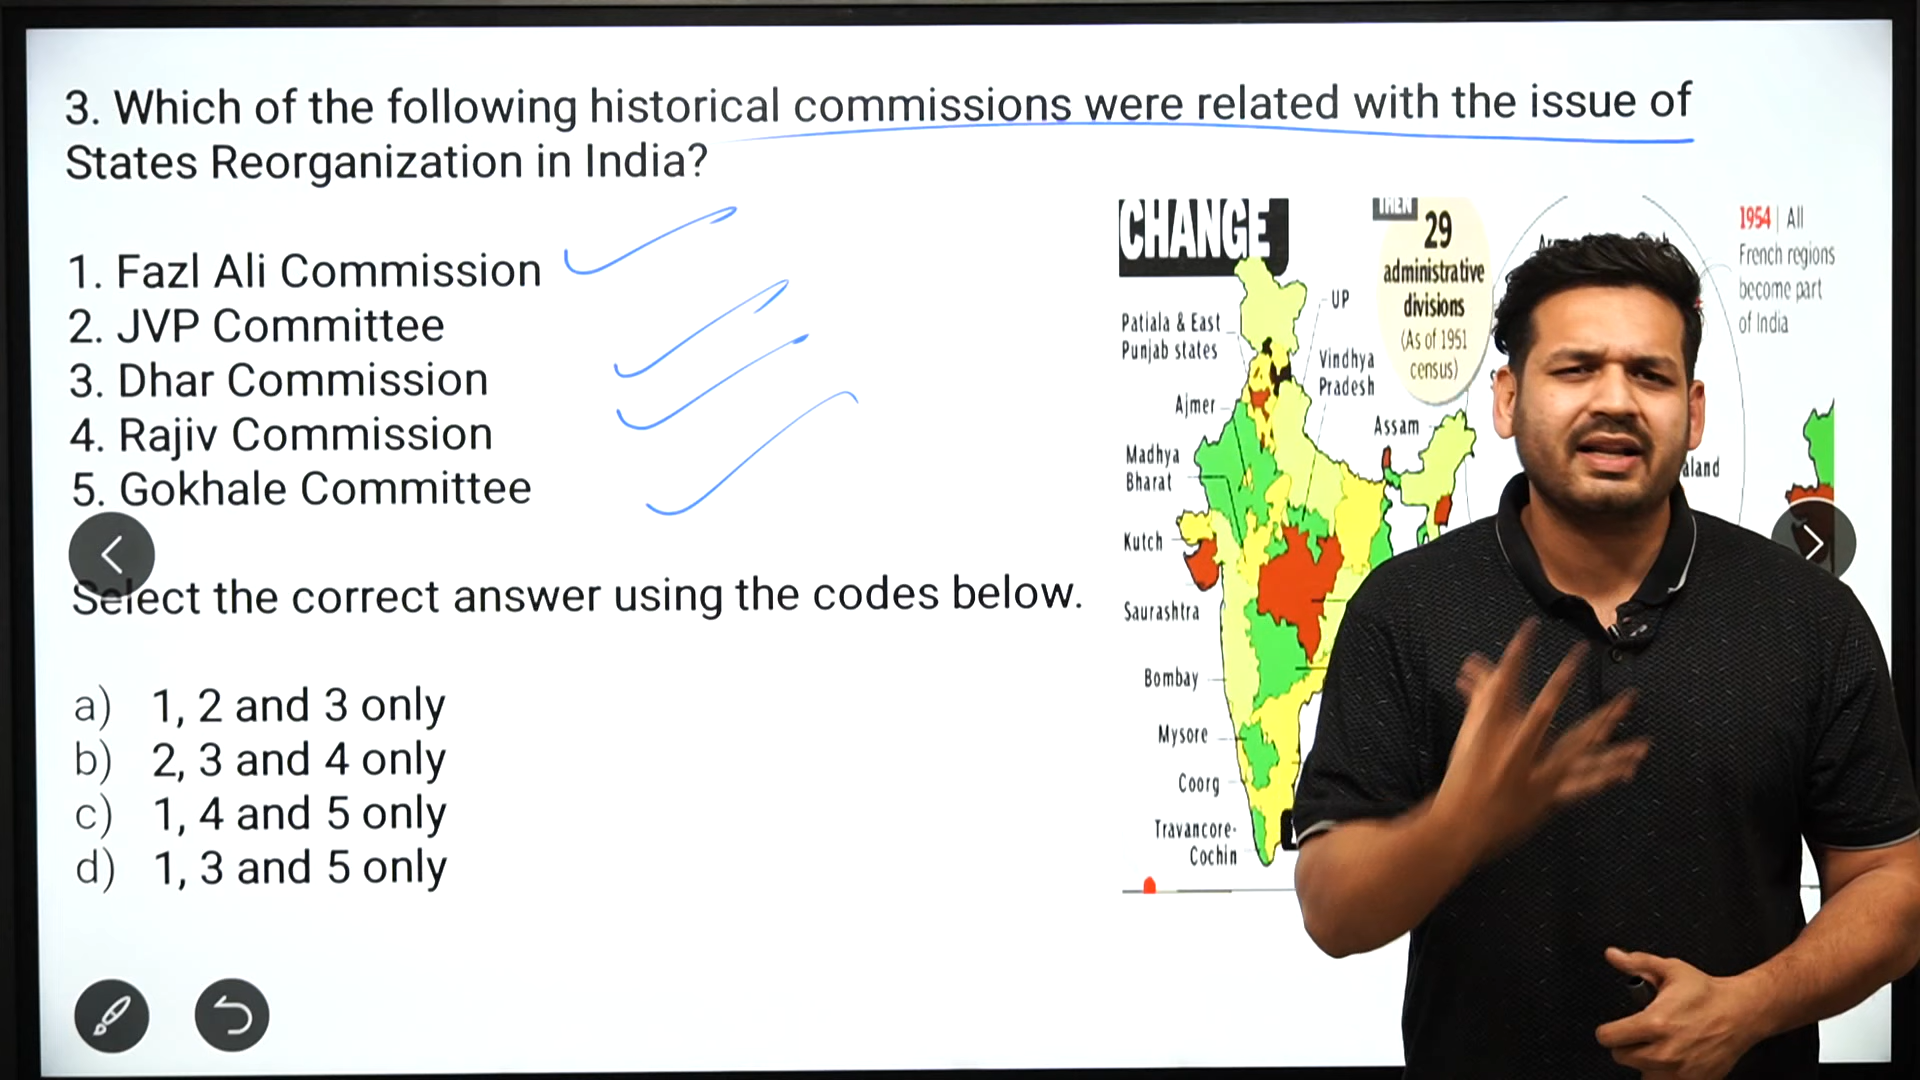 3. Which of the following historical commissions were related with the issue of
States Reorganization in India?
1. Fazl Ali Commission
2. JVP Committee
3. Dhar Commission
4. Rajiv Commission
5. Gokhale Committee
Select the correct answer using the codes below.
a) 1, 2 and 3 only
b) 2, 3 and 4 only
c) 1, 4 and 5 only
d) 1, 3 and 5 only
CHANGE
THEN
29
administrative
divisions
(As of 1951
census)
1954 | All
French regions
become part
of India
UP
Patiala & East
Punjab states
Vindhya
Pradesh
Ajmer
Assam
Madhya
Bharat
aland
Kutch
Saurashtra
Bombay
Mysore
Coorg
Travancore-
Cochin